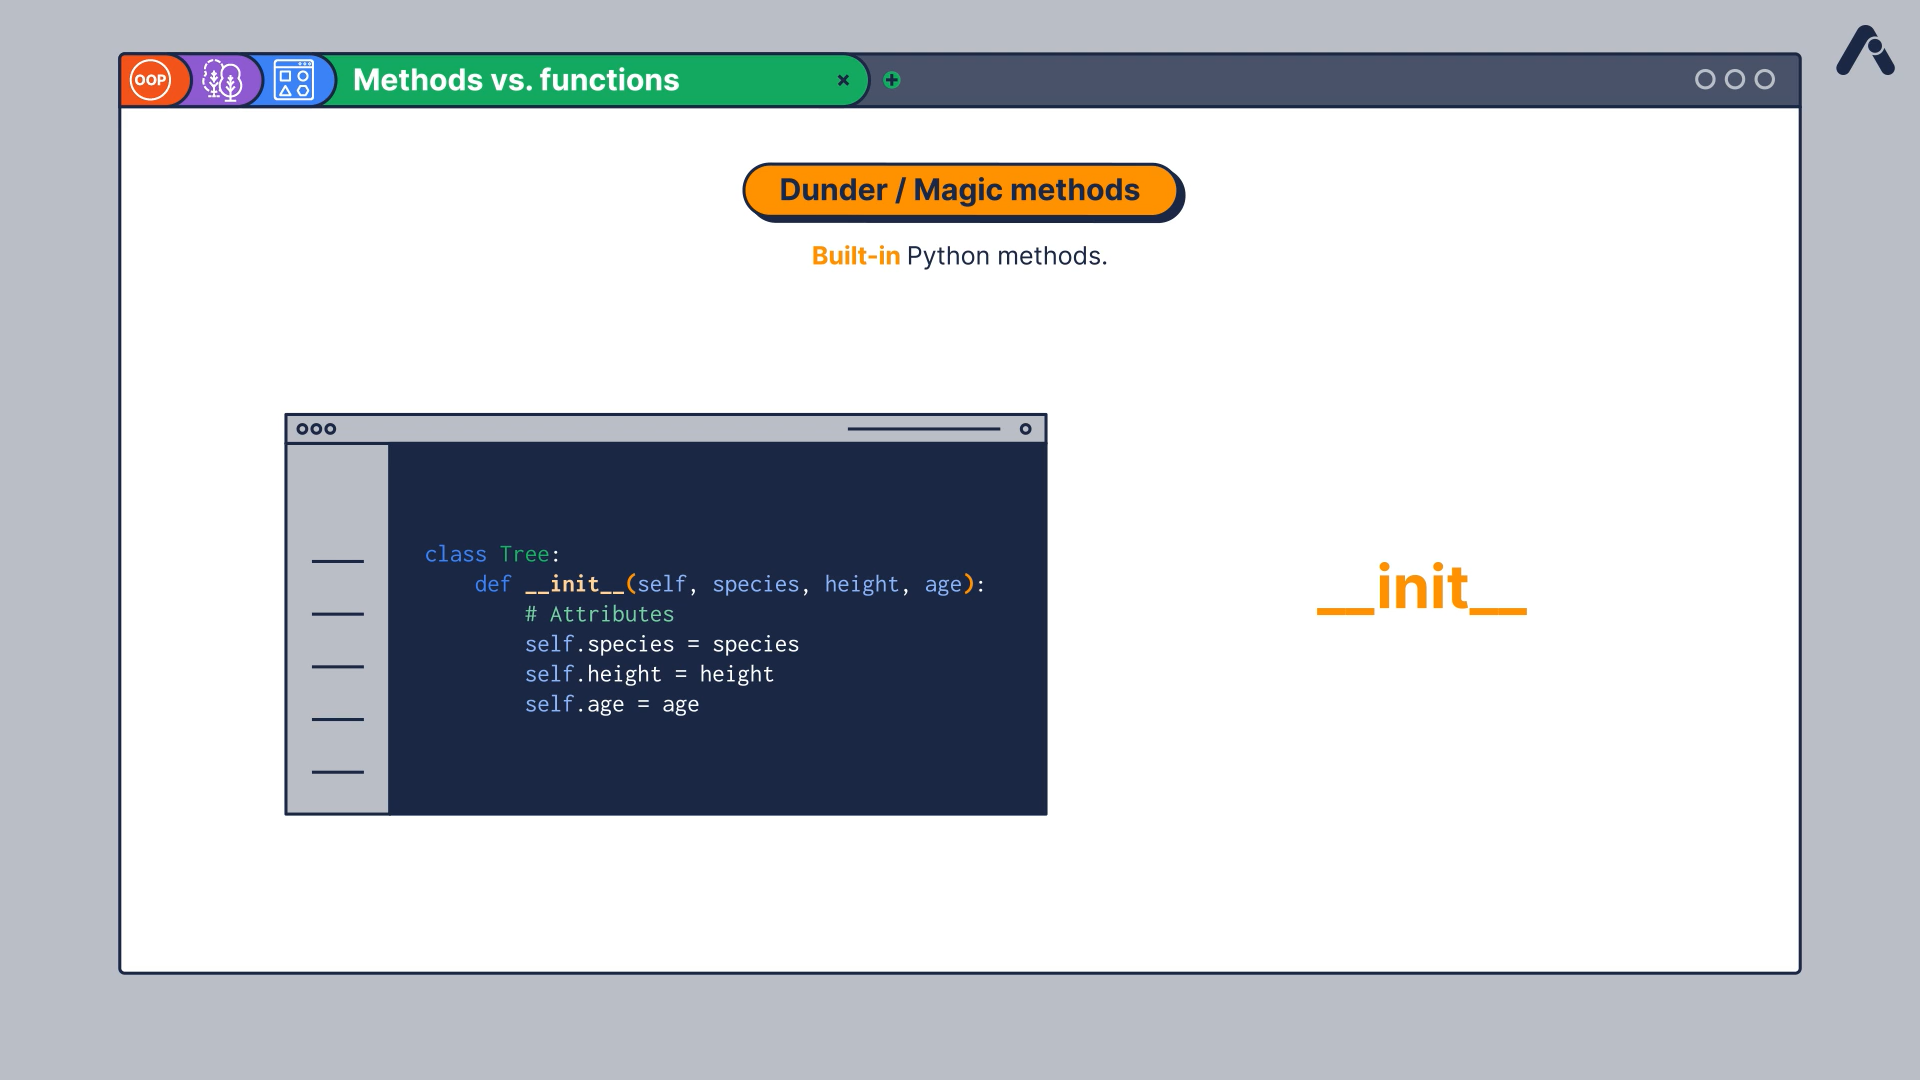 OOP
Methods vs. functions
Dunder / Magic methods
Built-in Python methods.
class Tree:
    def __init__(self, species, height, age):
        # Attributes
        self.species = species
        self.height = height
        self.age = age
__init__